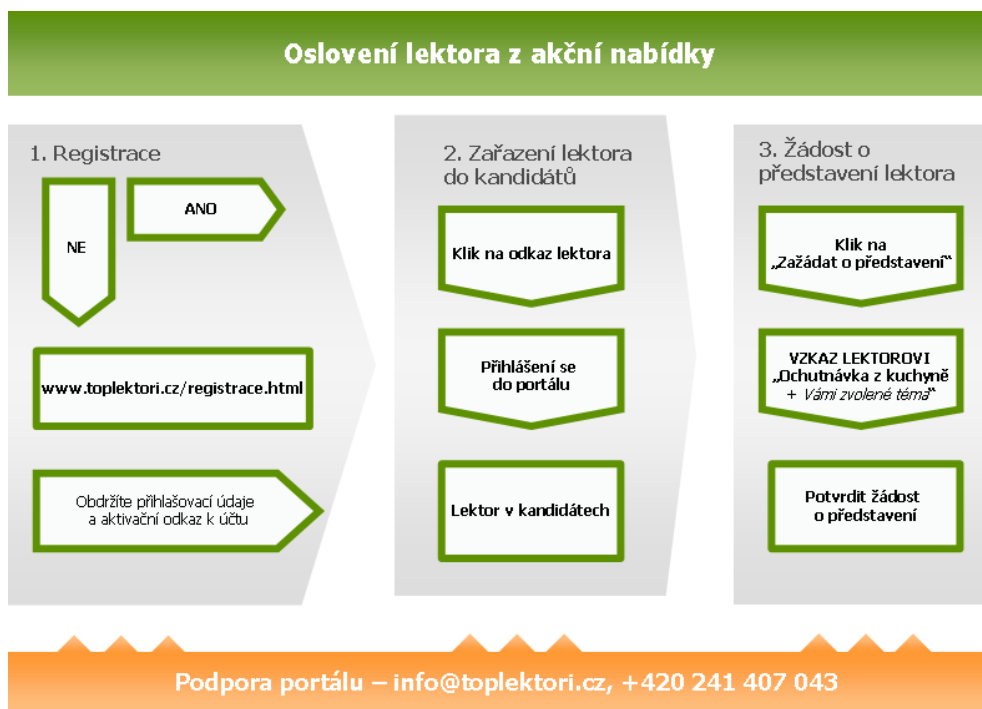 Oslovení lektora z akční nabídky
1. Registrace
ANO
NE
www.toplektori.cz/registrace.html
Obdržíte přihlašovací údaje
a aktivační odkaz k účtu
2. Zařazení lektora
do kandidátů
Klik na odkaz lektora
Přihlášení se
do portálu
Lektor v kandidátech
3. Žádost o
představení lektora
Klik na
„Zažádat o představení“
VZKAZ LEKTOROVI
„Ochutnávka z kuchyně
+ Vámi zvolené téma“
Potvrdit žádost
o představení
Podpora portálu – info@toplektori.cz, +420 241 407 043